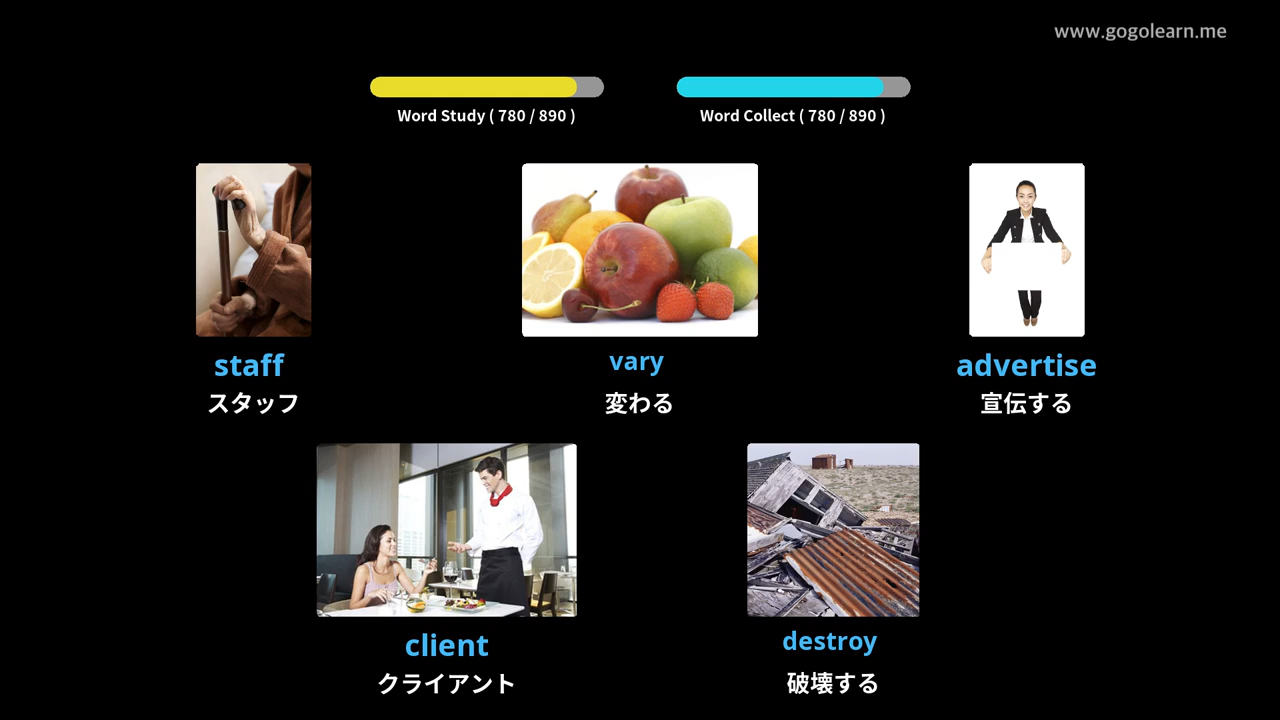 www.gogolearn.me
Word Study ( 780 / 890 )
Word Collect ( 780 / 890 )
staff
スタッフ
vary
変わる
advertise
宣伝する
client
クライアント
destroy
破壊する